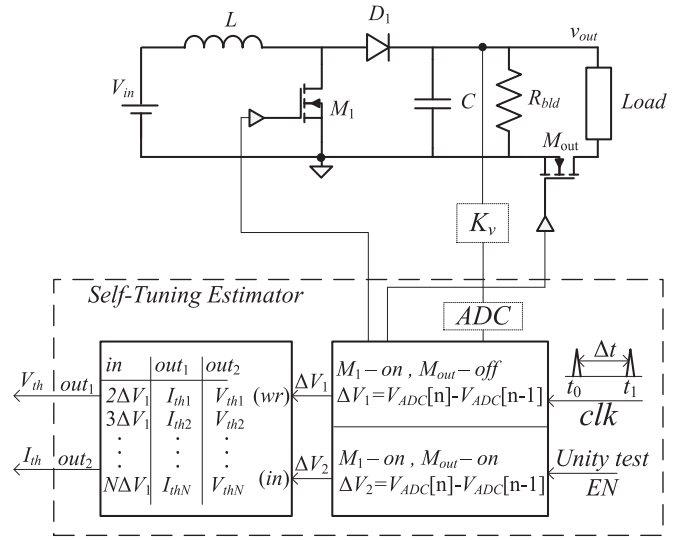 L
D1
vout
Vin
M1
C
Rbld
Load
Mout
Kv
Self-Tuning Estimator
ADC
in out1 out2
2ΔV1 Ith1 Vth1 (wr)
3ΔV1 Ith2 Vth2
. . .
. . .
NΔV1 IthN VthN (in)
Vth out1
Ith out2
ΔV1
ΔV2
M1−on , Mout−off
ΔV1=VADC[n]-VADC[n-1]
M1−on , Mout−on
ΔV2=VADC[n]-VADC[n-1]
Δt
t0 t1
clk
Unity test
EN